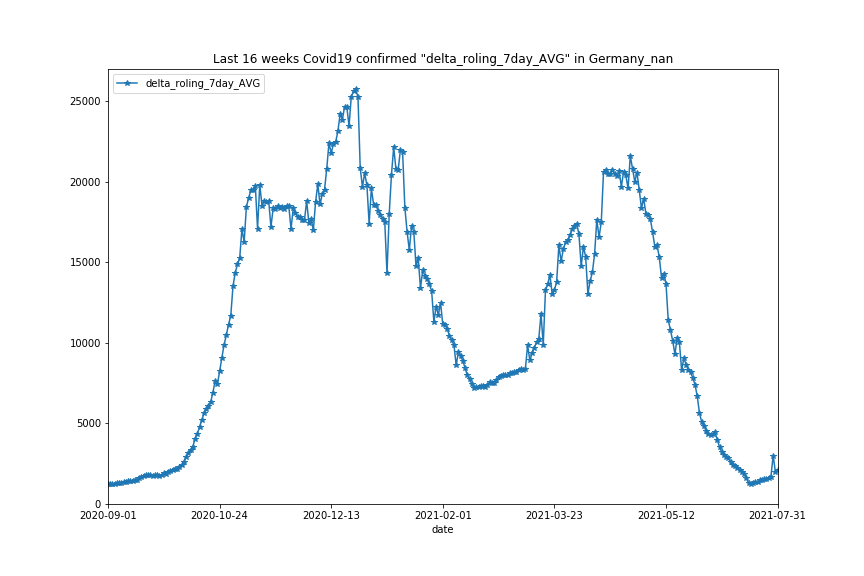 Last 16 weeks Covid19 confirmed "delta_roling_7day_AVG" in Germany_nan
delta_roling_7day_AVG
25000
20000
15000
10000
5000
0
2020-09-01 2020-10-24 2020-12-13 2021-02-01 2021-03-23 2021-05-12 2021-07-31
date